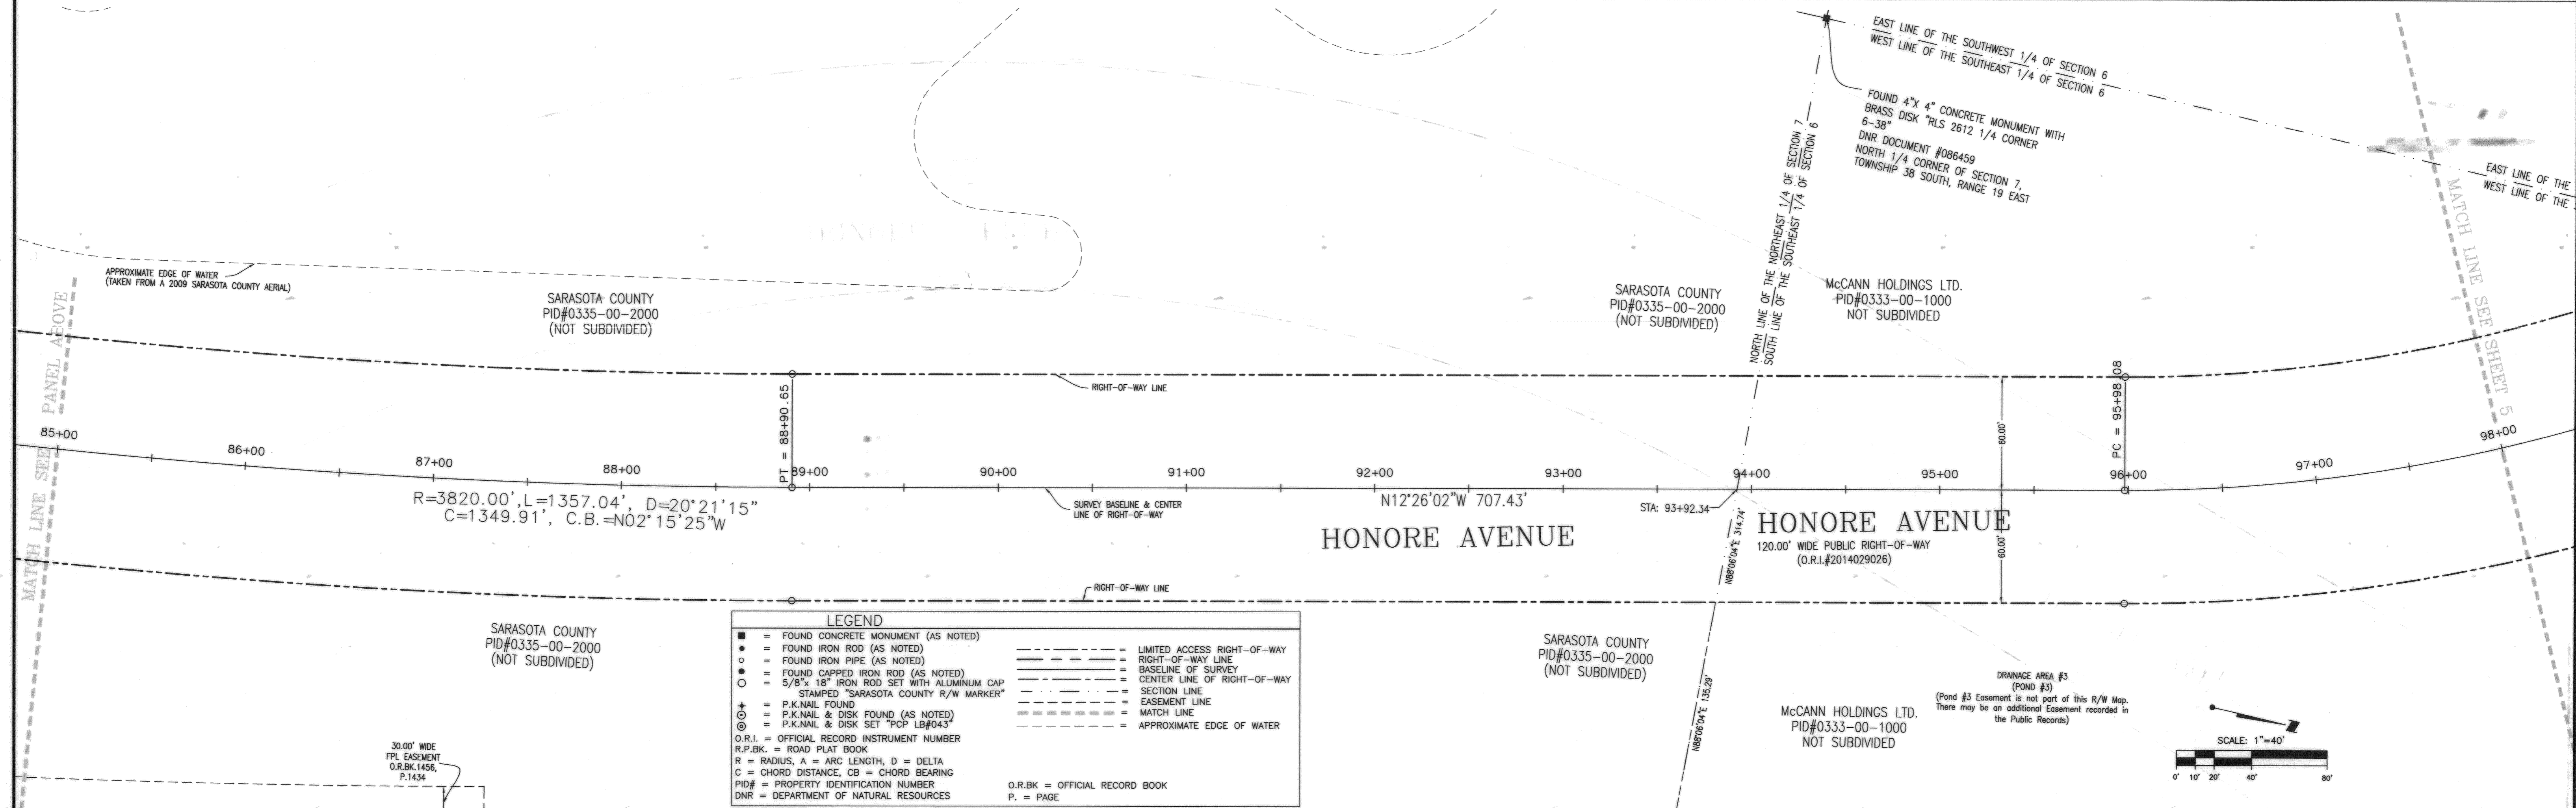 EAST LINE OF THE SOUTHWEST 1/4 OF SECTION 6
WEST LINE OF THE SOUTHEAST 1/4 OF SECTION 6
FOUND 4"X 4" CONCRETE MONUMENT WITH
BRASS DISK "RLS 2612 1/4 CORNER
6-38"
DNR DOCUMENT #086459
NORTH 1/4 CORNER OF SECTION 7,
TOWNSHIP 38 SOUTH, RANGE 19 EAST
EAST LINE OF THE
WEST LINE OF THE
MATCH LINE SEE SHEET 5
NORTH LINE OF THE NORTHEAST 1/4 OF SECTION 7
SOUTH LINE OF THE SOUTHEAST 1/4 OF SECTION 6
APPROXIMATE EDGE OF WATER
(TAKEN FROM A 2009 SARASOTA COUNTY AERIAL)
SARASOTA COUNTY
PID#0335-00-2000
(NOT SUBDIVIDED)
SARASOTA COUNTY
PID#0335-00-2000
(NOT SUBDIVIDED)
McCANN HOLDINGS LTD.
PID#0333-00-1000
NOT SUBDIVIDED
MATCH LINE SEE PANEL ABOVE
RIGHT-OF-WAY LINE
PT = 88+90.65
PC = 95+98.08
60.00'
85+00
86+00
87+00
88+00
89+00
90+00
91+00
92+00
93+00
94+00
95+00
96+00
97+00
98+00
R=3820.00',L=1357.04', D=20°21'15"
C=1349.91', C.B.=N02°15'25"W
SURVEY BASELINE & CENTER
LINE OF RIGHT-OF-WAY
N12°26'02"W 707.43'
STA: 93+92.34
HONORE AVENUE
HONORE AVENUE
120.00' WIDE PUBLIC RIGHT-OF-WAY
(O.R.I.#2014029026)
60.00'
N88°06'04"E 314.74'
RIGHT-OF-WAY LINE
SARASOTA COUNTY
PID#0335-00-2000
(NOT SUBDIVIDED)
LEGEND
= FOUND CONCRETE MONUMENT (AS NOTED)
= FOUND IRON ROD (AS NOTED)
= FOUND IRON PIPE (AS NOTED)
= FOUND CAPPED IRON ROD (AS NOTED)
= 5/8"x 18" IRON ROD SET WITH ALUMINUM CAP
STAMPED "SARASOTA COUNTY R/W MARKER"
= P.K.NAIL FOUND
= P.K.NAIL & DISK FOUND (AS NOTED)
= P.K.NAIL & DISK SET "PCP LB#043"
O.R.I. = OFFICIAL RECORD INSTRUMENT NUMBER
R.P.BK. = ROAD PLAT BOOK
R = RADIUS, A = ARC LENGTH, D = DELTA
C = CHORD DISTANCE, CB = CHORD BEARING
PID# = PROPERTY IDENTIFICATION NUMBER
DNR = DEPARTMENT OF NATURAL RESOURCES
= LIMITED ACCESS RIGHT-OF-WAY
= RIGHT-OF-WAY LINE
= BASELINE OF SURVEY
= CENTER LINE OF RIGHT-OF-WAY
= SECTION LINE
= EASEMENT LINE
= MATCH LINE
= APPROXIMATE EDGE OF WATER
O.R.BK = OFFICIAL RECORD BOOK
P. = PAGE
SARASOTA COUNTY
PID#0335-00-2000
(NOT SUBDIVIDED)
N88°06'04"E 135.29'
McCANN HOLDINGS LTD.
PID#0333-00-1000
NOT SUBDIVIDED
DRAINAGE AREA #3
(POND #3)
(Pond #3 Easement is not part of this R/W Map.
There may be an additional Easement recorded in
the Public Records)
30.00' WIDE
FPL EASEMENT
O.R.BK.1456,
P.1434
SCALE: 1"=40'
0' 10' 20' 40' 80'